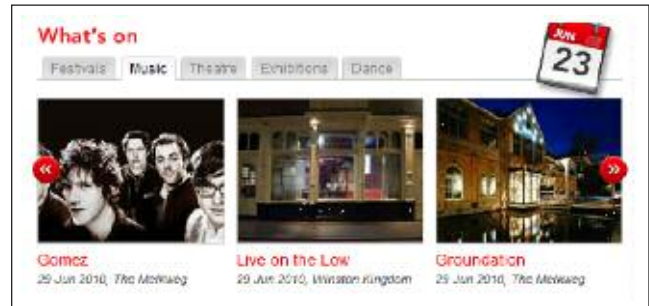 What's on
JUN
23
Festivals Music Theatre Exhibitions Dance
« »
Gomez
29 Jun 2010, The Melkweg
Live on the Low
29 Jun 2010, Winston Kingdom
Groundation
29 Jun 2010, The Melkweg